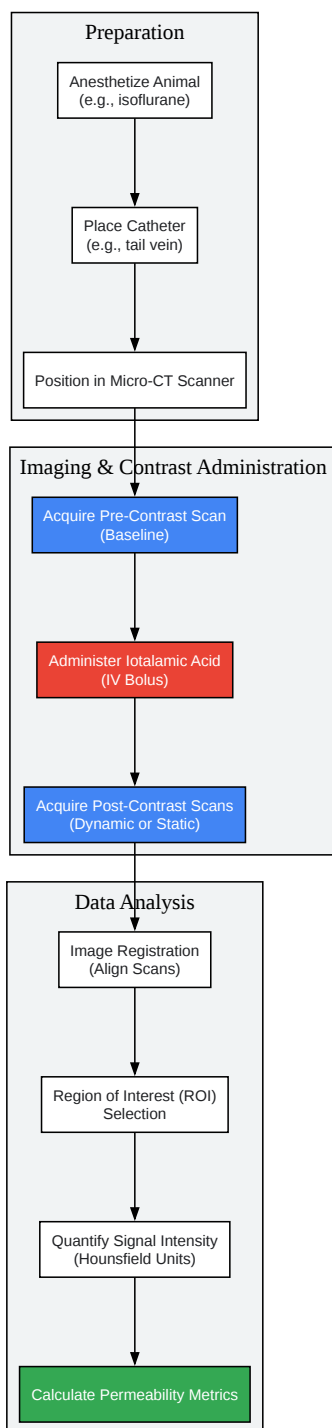 Preparation
Anesthetize Animal
(e.g., isoflurane)
Place Catheter
(e.g., tail vein)
Position in Micro-CT Scanner
Imaging & Contrast Administration
Acquire Pre-Contrast Scan
(Baseline)
Administer Iotalamic Acid
(IV Bolus)
Acquire Post-Contrast Scans
(Dynamic or Static)
Data Analysis
Image Registration
(Align Scans)
Region of Interest (ROI)
Selection
Quantify Signal Intensity
(Hounsfield Units)
Calculate Permeability Metrics